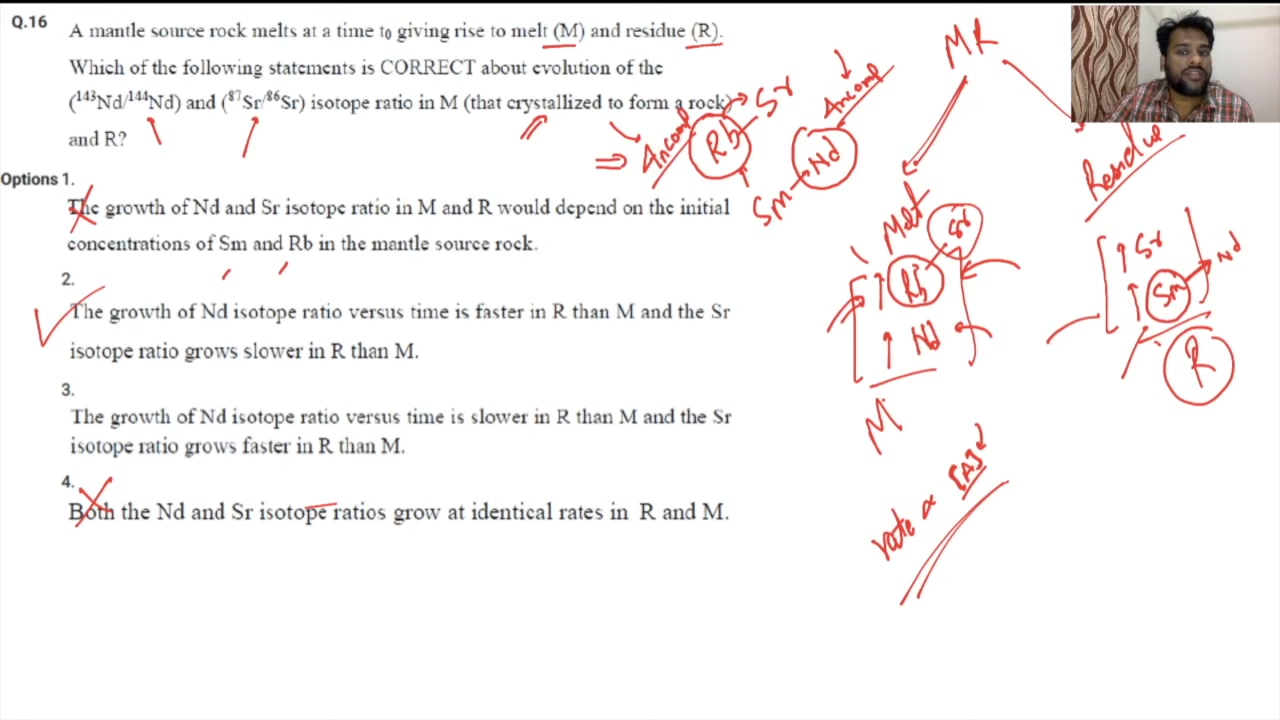 Q.16
A mantle source rock melts at a time t₀ giving rise to melt (M) and residue (R).
Which of the following statements is CORRECT about evolution of the
(¹⁴³Nd/¹⁴⁴Nd) and (⁸⁷Sr/⁸⁶Sr) isotope ratio in M (that crystallized to form a rock)
and R?
Options 1.
The growth of Nd and Sr isotope ratio in M and R would depend on the initial
concentrations of Sm and Rb in the mantle source rock.
2.
The growth of Nd isotope ratio versus time is faster in R than M and the Sr
isotope ratio grows slower in R than M.
3.
The growth of Nd isotope ratio versus time is slower in R than M and the Sr
isotope ratio grows faster in R than M.
4.
Both the Nd and Sr isotope ratios grow at identical rates in R and M.
MR
Incomp
Rb
Sr
Incomp
Nd
Sm
Melt
Rb
Sr
Nd
M
Residue
Sr
Sm
Nd
R
rate ∝ [A]